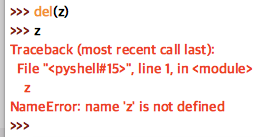 >>> del(z)
>>> z
Traceback (most recent call last):
  File "<pyshell#15>", line 1, in <module>
    z
NameError: name 'z' is not defined
>>>